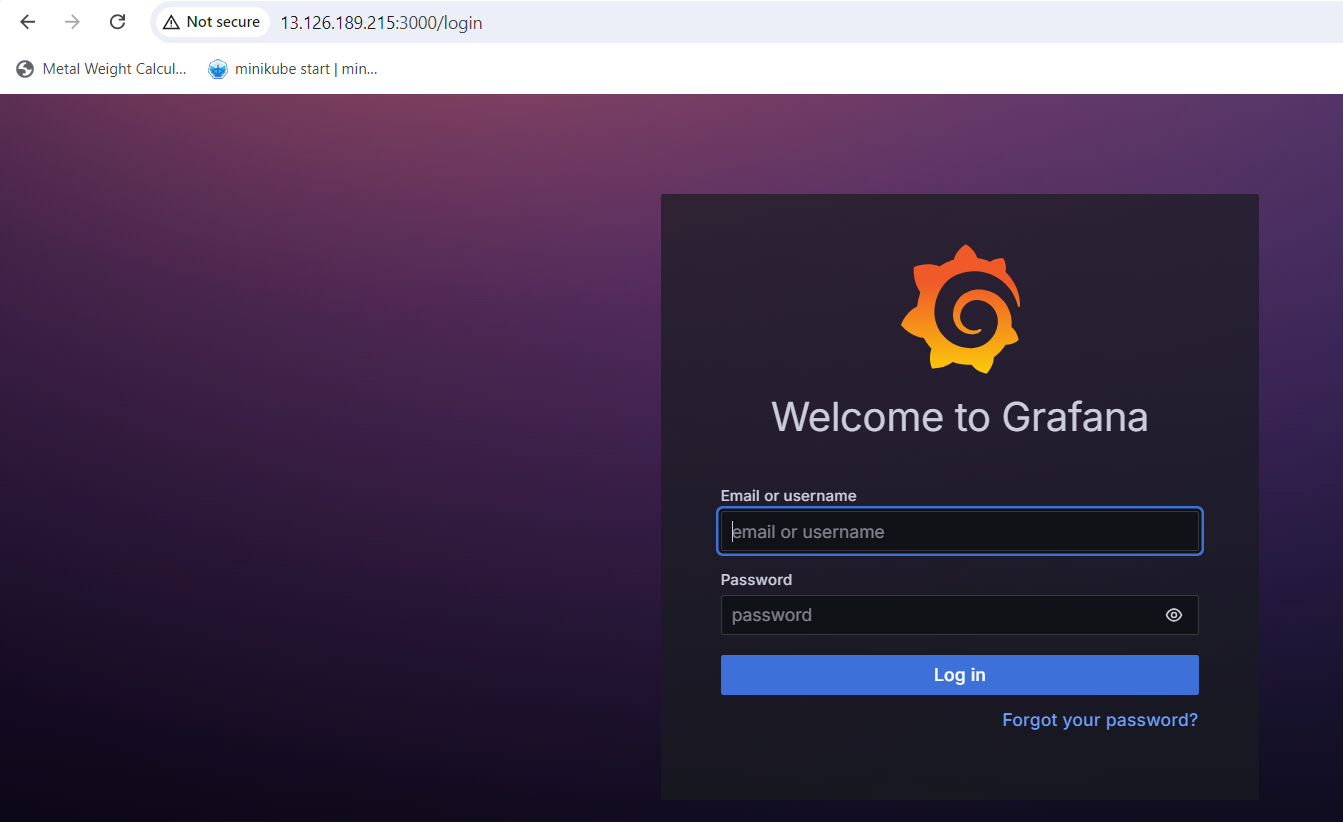 Not secure 13.126.189.215:3000/login
Metal Weight Calcul... minikube start | min...
Welcome to Grafana
Email or username
email or username
Password
password
Log in
Forgot your password?